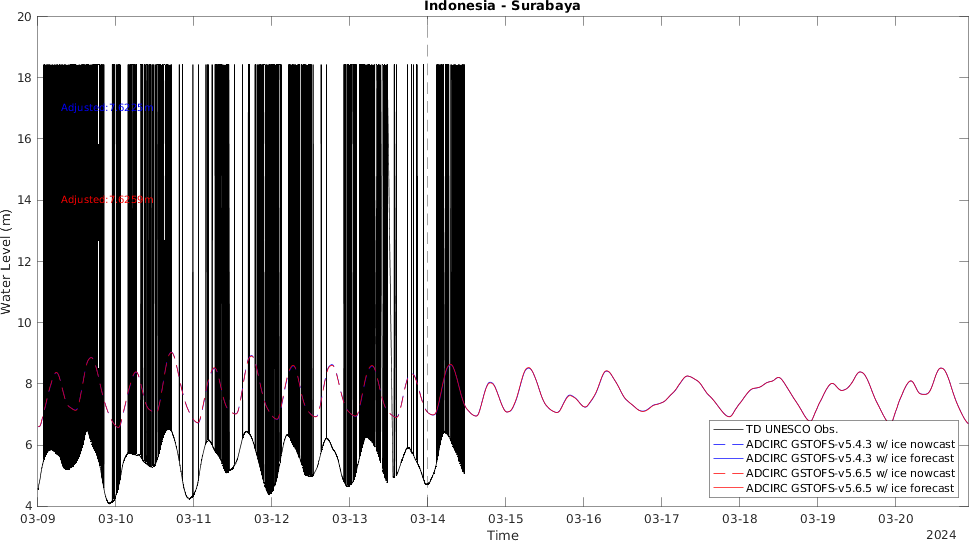 Indonesia - Surabaya
20
18
16
14
12
10
8
6
4
Water Level (m)
Adjusted:
Adjusted:
03-09
03-10
03-11
03-12
03-13
03-14
03-15
03-16
03-17
03-18
03-19
03-20
Time
2024
TD UNESCO Obs.
ADCIRC GSTOFS-v5.4.3 w/ ice nowcast
ADCIRC GSTOFS-v5.4.3 w/ ice forecast
ADCIRC GSTOFS-v5.6.5 w/ ice nowcast
ADCIRC GSTOFS-v5.6.5 w/ ice forecast